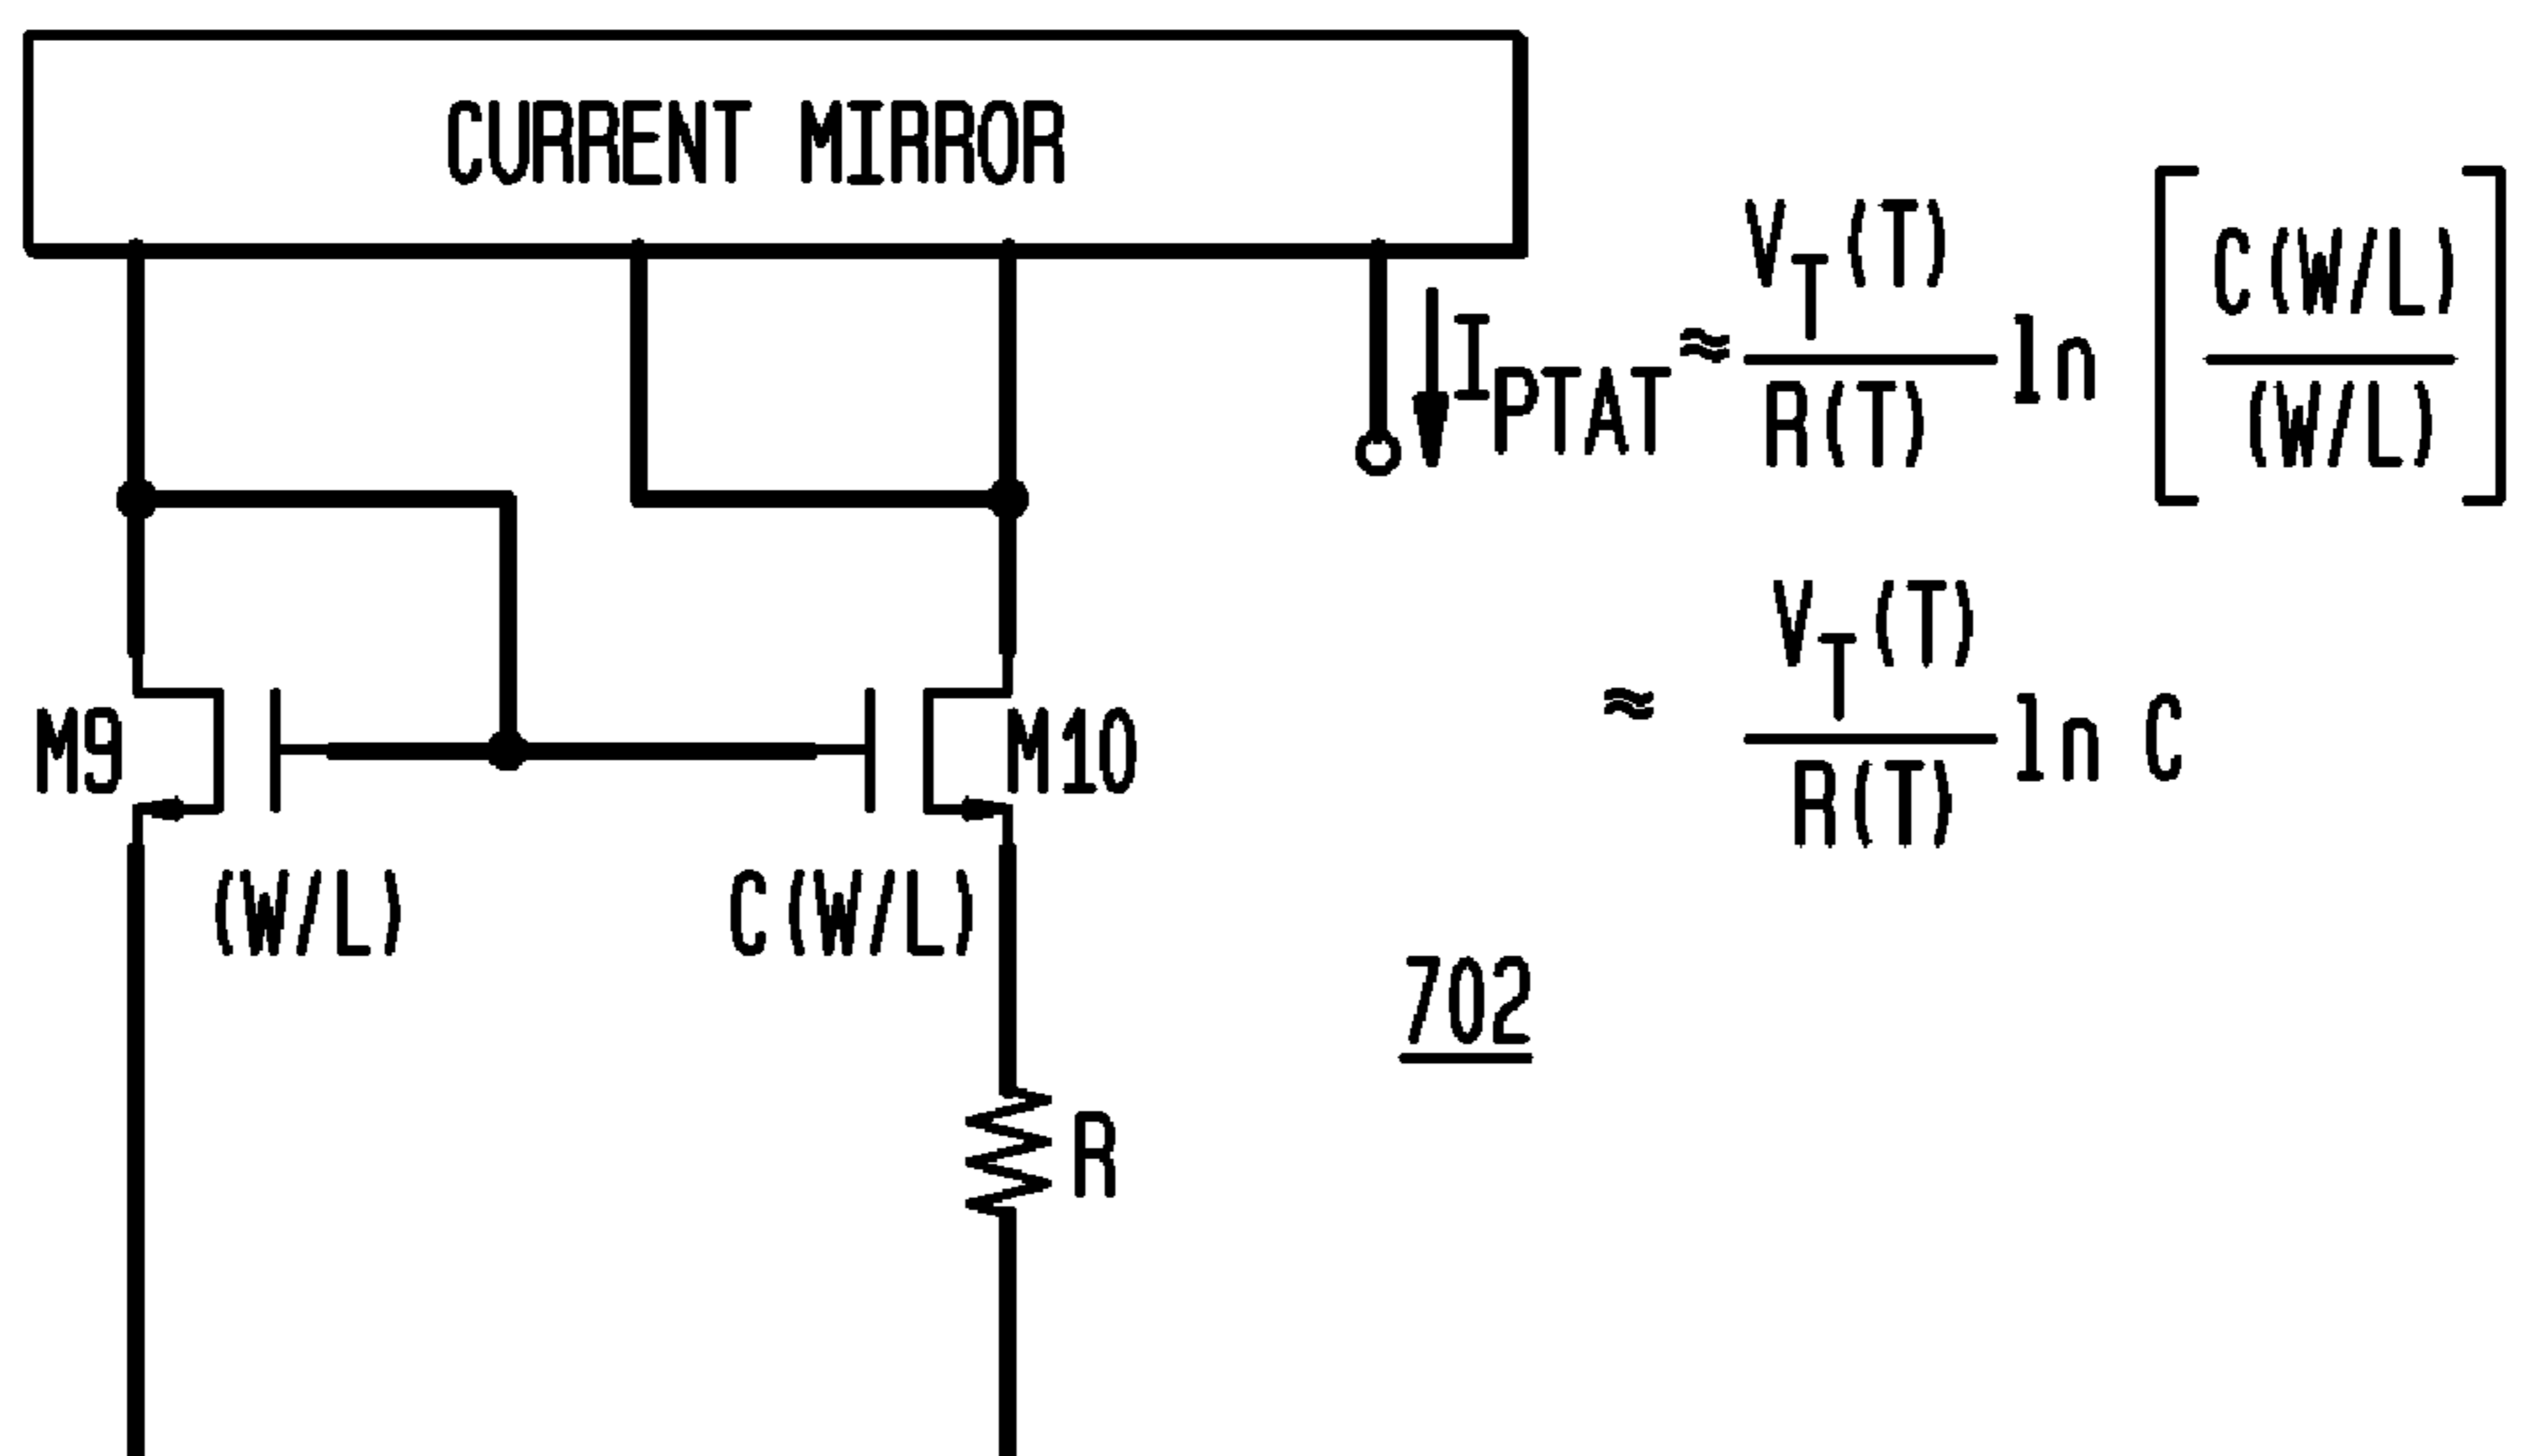 CURRENT MIRROR
I_PTAT ≈ V_T(T) / R(T) ln [ C(W/L) / (W/L) ]
≈ V_T(T) / R(T) ln C
M9
M10
(W/L)
C(W/L)
702
R